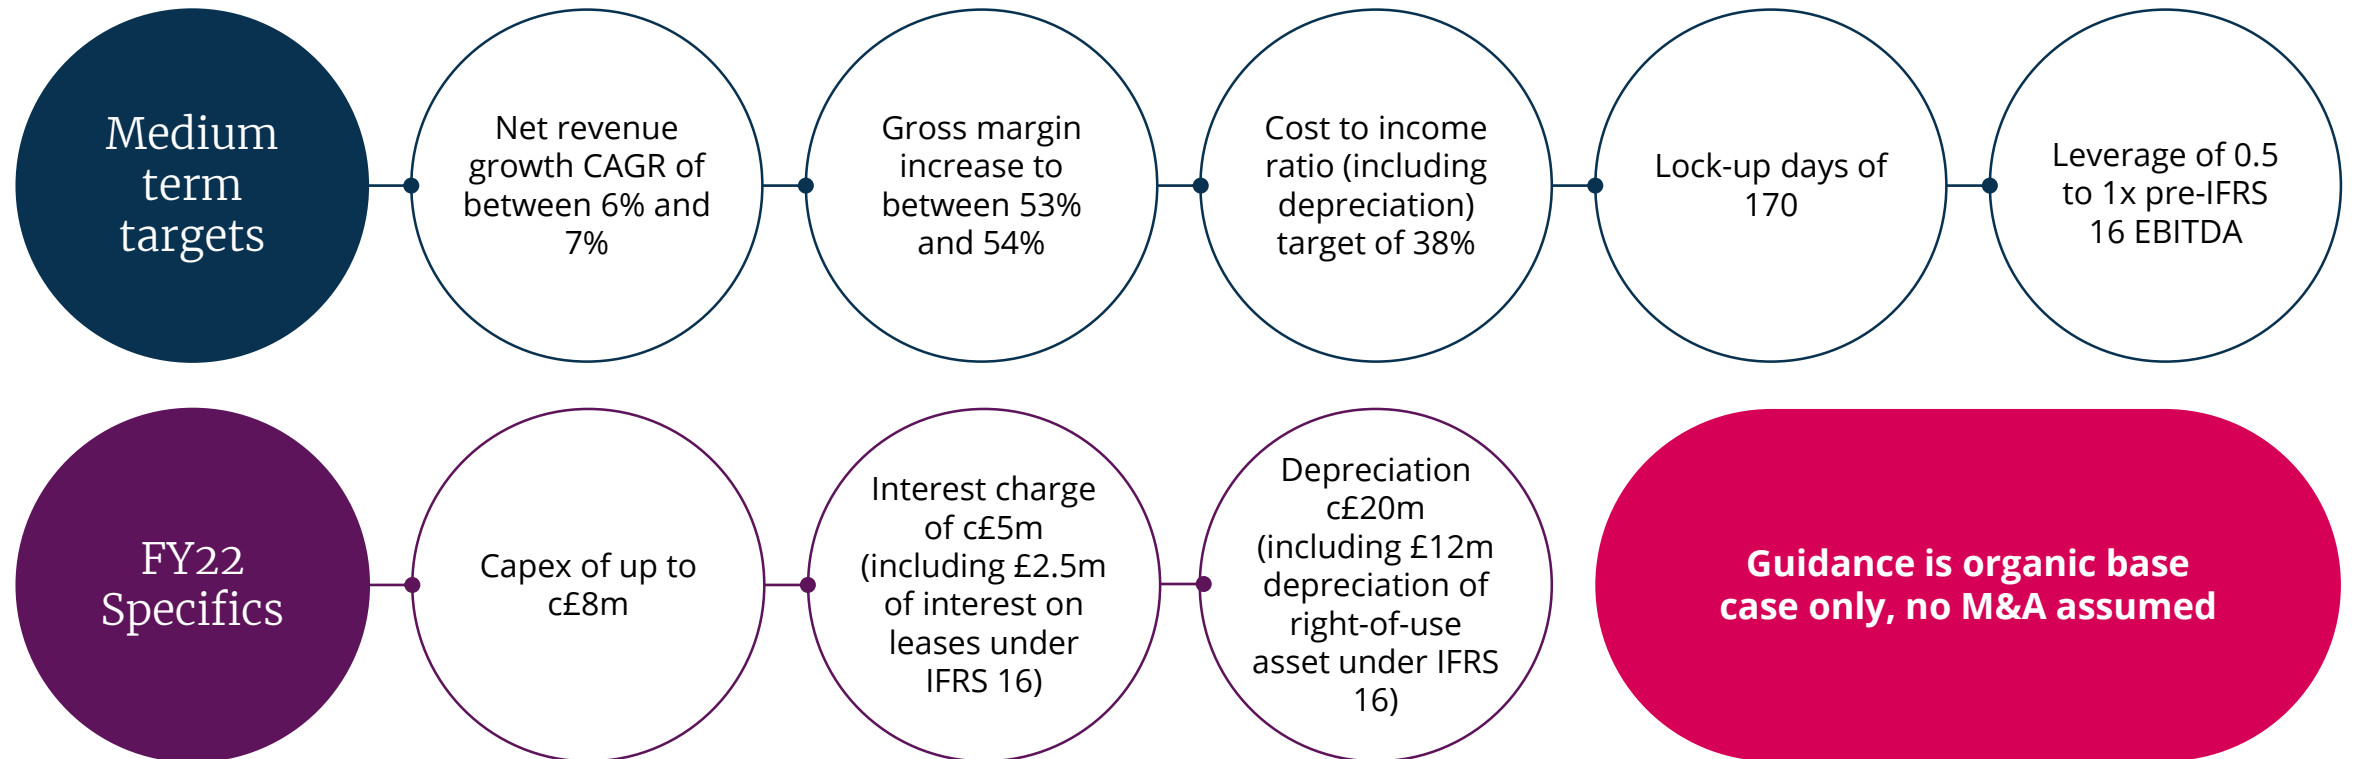 Medium
term
targets
Net revenue
growth CAGR of
between 6% and
7%
Gross margin
increase to
between 53%
and 54%
Cost to income
ratio (including
depreciation)
target of 38%
Lock-up days of
170
Leverage of 0.5
to 1x pre-IFRS
16 EBITDA
FY22
Specifics
Capex of up to
c£8m
Interest charge
of c£5m
(including £2.5m
of interest on
leases under
IFRS 16)
Depreciation
c£20m
(including £12m
depreciation of
right-of-use
asset under IFRS
16)
Guidance is organic base
case only, no M&A assumed